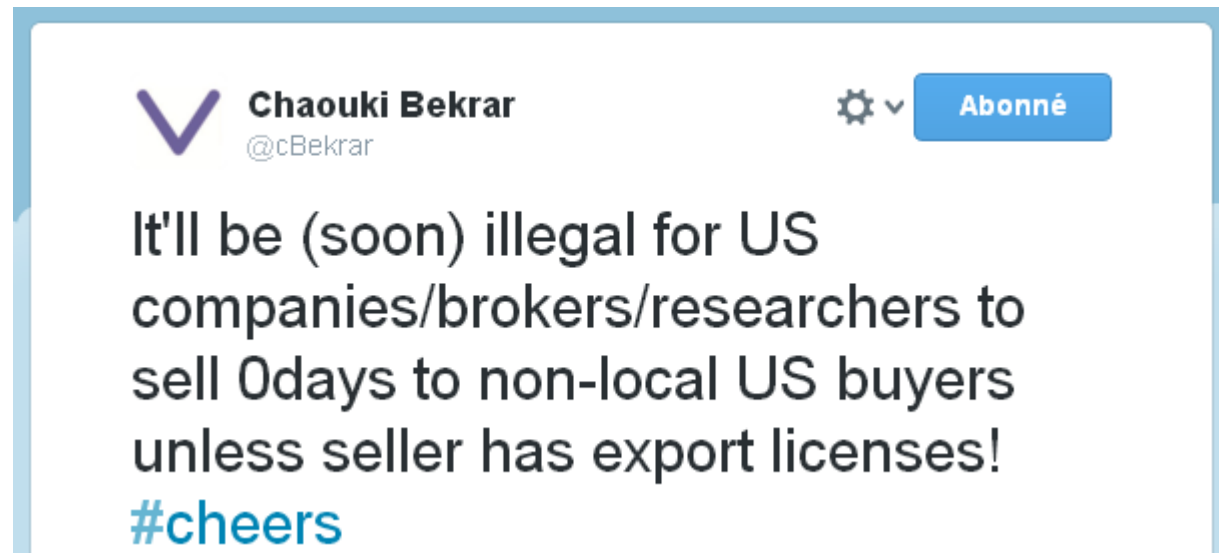 Chaouki Bekrar
@cBekrar
Abonné
It'll be (soon) illegal for US
companies/brokers/researchers to
sell 0days to non-local US buyers
unless seller has export licenses!
#cheers